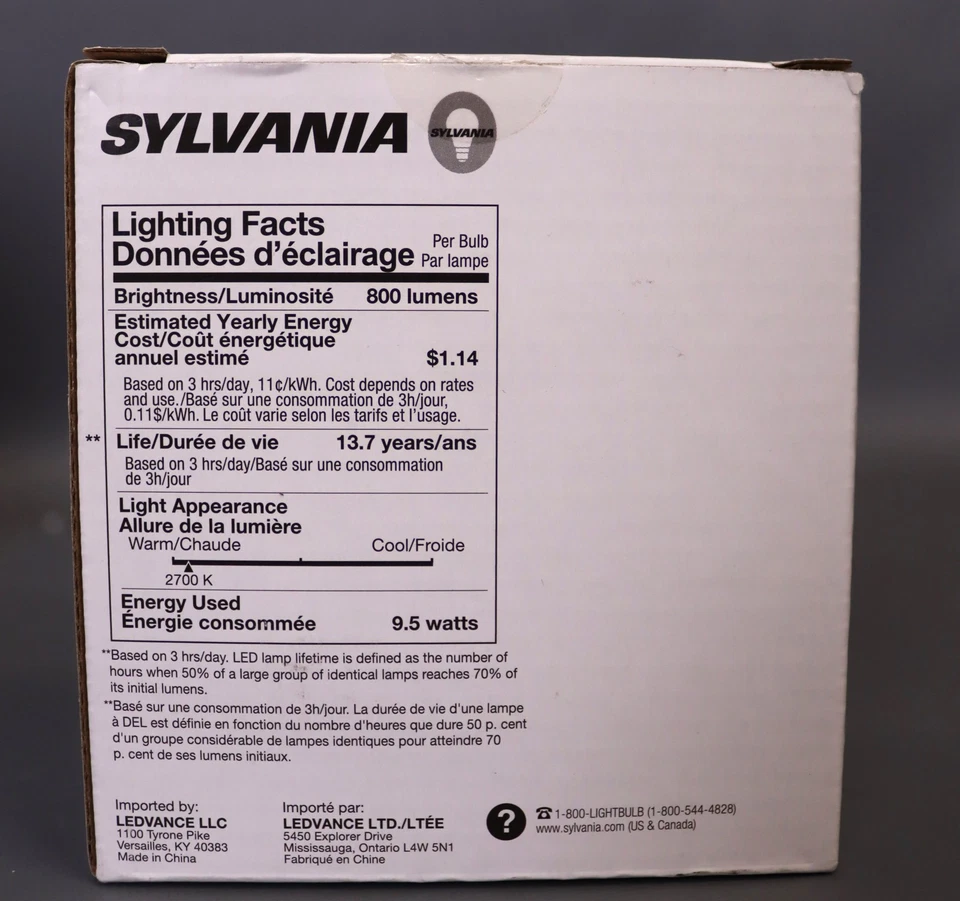 SYLVANIA
SYLVANIA
Lighting Facts
Données d'éclairage
Per Bulb
Par lampe
Brightness/Luminosité 800 lumens
Estimated Yearly Energy
Cost/Coût énergétique
annuel estimé $1.14
Based on 3 hrs/day, 11¢/kWh. Cost depends on rates
and use./Basé sur une consommation de 3h/jour,
0.11$/kWh. Le coût varie selon les tarifs et l'usage.
** Life/Durée de vie 13.7 years/ans
Based on 3 hrs/day/Basé sur une consommation
de 3h/jour
Light Appearance
Allure de la lumière
Warm/Chaude Cool/Froide
2700 K
Energy Used
Énergie consommée 9.5 watts
**Based on 3 hrs/day. LED lamp lifetime is defined as the number of
hours when 50% of a large group of identical lamps reaches 70% of
its initial lumens.
**Basé sur une consommation de 3h/jour. La durée de vie d'une lampe
à DEL est définie en fonction du nombre d'heures que dure 50 p. cent
d'un groupe considérable de lampes identiques pour atteindre 70
p. cent de ses lumens initiaux.
Imported by:
LEDVANCE LLC
1100 Tyrone Pike
Versailles, KY 40383
Made in China
Importé par:
LEDVANCE LTD./LTÉE
5450 Explorer Drive
Mississauga, Ontario L4W 5N1
Fabriqué en Chine
?
☎1-800-LIGHTBULB (1-800-544-4828)
www.sylvania.com (US & Canada)